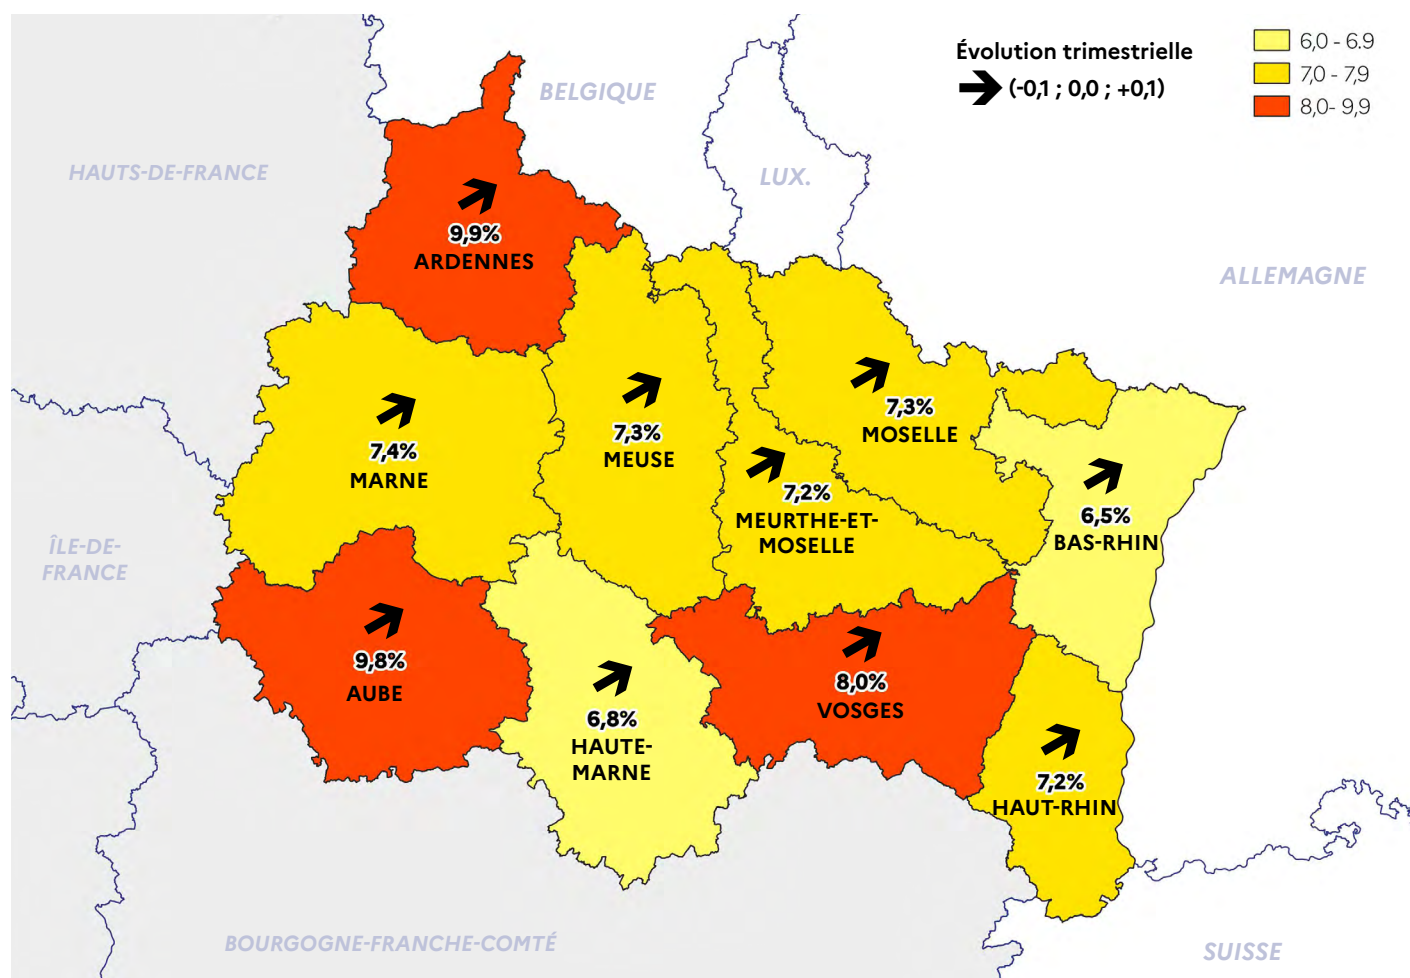 Évolution trimestrielle
(-0,1 ; 0,0 ; +0,1)
6,0 - 6.9
7,0 - 7,9
8,0- 9,9
BELGIQUE
HAUTS-DE-FRANCE
LUX.
ALLEMAGNE
9,9%
ARDENNES
7,4%
MARNE
7,3%
MEUSE
7,3%
MOSELLE
7,2%
MEURTHE-ET-
MOSELLE
6,5%
BAS-RHIN
ÎLE-DE-
FRANCE
9,8%
AUBE
6,8%
HAUTE-
MARNE
8,0%
VOSGES
7,2%
HAUT-RHIN
BOURGOGNE-FRANCHE-COMTÉ
SUISSE